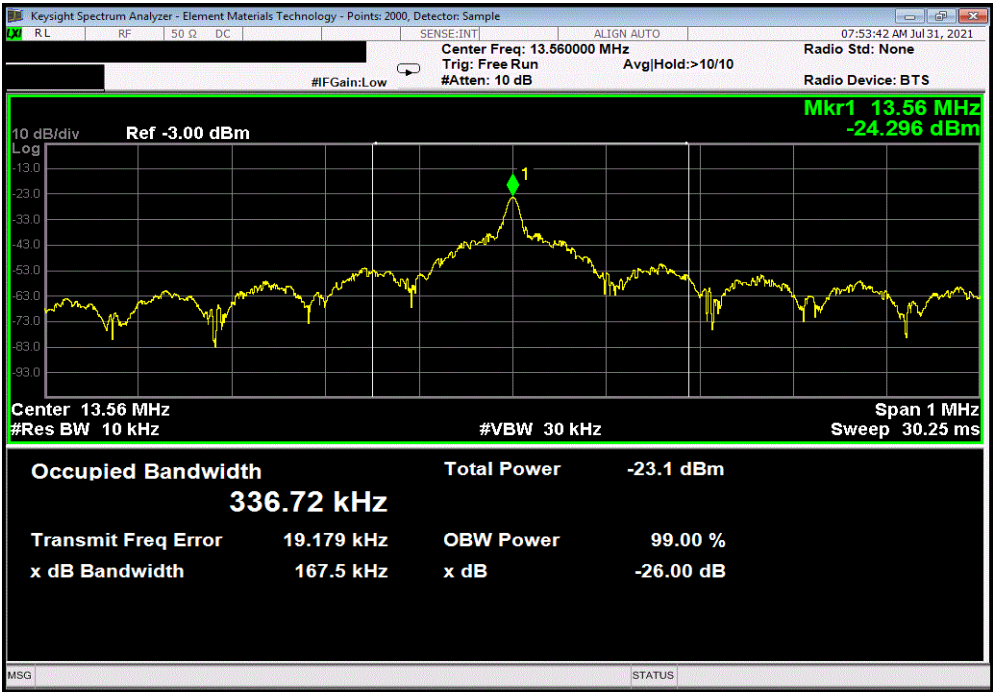 Keysight Spectrum Analyzer - Element Materials Technology - Points: 2000, Detector: Sample
LXI RL RF 50 Ω DC SENSE:INT ALIGN AUTO 07:53:42 AM Jul 31, 2021
Center Freq: 13.560000 MHz Radio Std: None
Trig: Free Run Avg|Hold:>10/10
#IFGain:Low #Atten: 10 dB Radio Device: BTS
Mkr1 13.56 MHz
-24.296 dBm
10 dB/div Ref -3.00 dBm
Log
1
-13.0
-23.0
-33.0
-43.0
-53.0
-63.0
-73.0
-83.0
-93.0
Center 13.56 MHz Span 1 MHz
#Res BW 10 kHz #VBW 30 kHz Sweep 30.25 ms
Occupied Bandwidth Total Power -23.1 dBm
336.72 kHz
Transmit Freq Error 19.179 kHz OBW Power 99.00 %
x dB Bandwidth 167.5 kHz x dB -26.00 dB
MSG STATUS